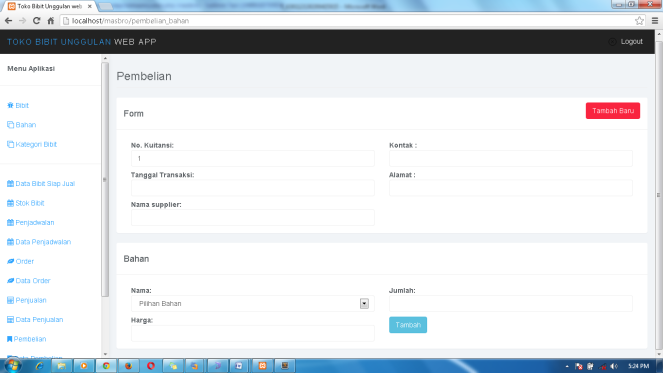 Toko Bibit Unggulan wel
localhost/masbro/pembelian_bahan
TOKO BIBIT UNGGULAN WEB APP
Logout
Menu Aplikasi
Bibit
Bahan
Kategori Bibit
Data Bibit Siap Jual
Stok Bibit
Penjadwalan
Data Penjadwalan
Order
Data Order
Penjualan
Data Penjualan
Pembelian
Pembelian
Form
Tambah Baru
No. Kuitansi:
1
Kontak :
Tanggal Transaksi:
Alamat :
Nama supplier:
Bahan
Nama:
Pilihan Bahan
Jumlah:
Harga:
Tambah
5:24 PM